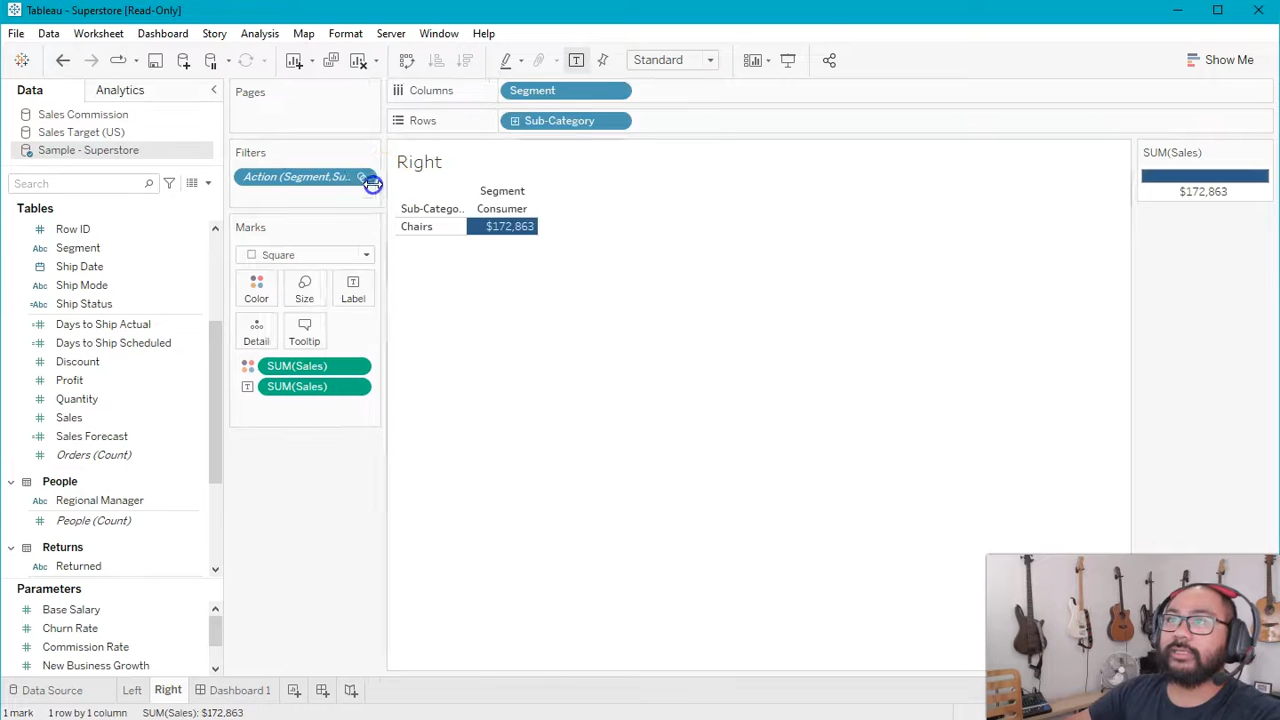 Tableau - Superstore [Read-Only]
File Data Worksheet Dashboard Story Analysis Map Format Server Window Help
Standard
Show Me
Data Analytics
Sales Commission
Sales Target (US)
Sample - Superstore
Search
Tables
Row ID
Abc Segment
Ship Date
Abc Ship Mode
=Abc Ship Status
Days to Ship Actual
Days to Ship Scheduled
Discount
Profit
Quantity
Sales
Sales Forecast
Orders (Count)
People
Abc Regional Manager
People (Count)
Returns
Abc Returned
Parameters
Base Salary
Churn Rate
Commission Rate
New Business Growth
Pages
Filters
Action (Segment,Su..
Marks
Square
Color Size Label
Detail Tooltip
SUM(Sales)
SUM(Sales)
Columns Segment
Rows Sub-Category
Right
Segment
Sub-Catego.. Consumer
Chairs $172,863
SUM(Sales)
$172,863
Data Source Left Right Dashboard 1
1 mark 1 row by 1 column SUM(Sales): $172,863